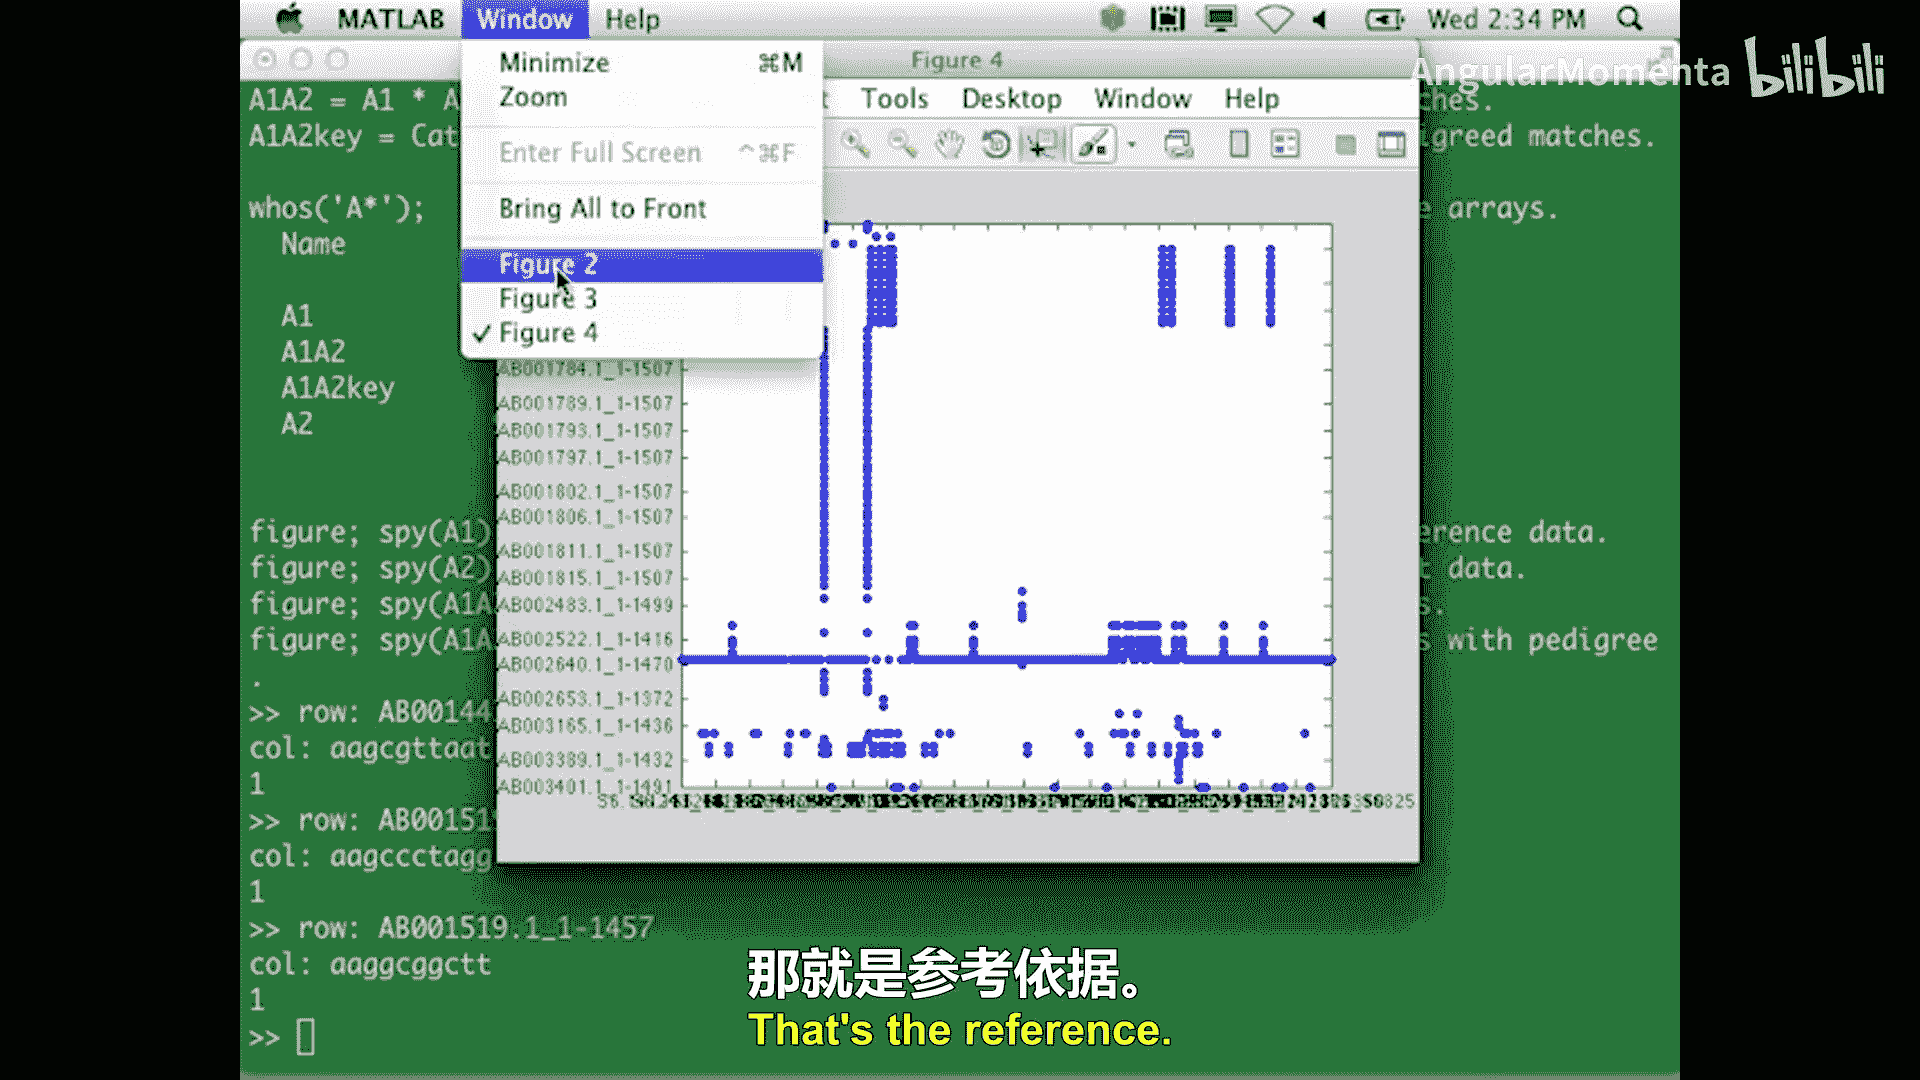 MATLAB Window Help Wed 2:34 PM
Figure 4
AngularMomenta bilibili
Minimize ⌘M
Zoom
Enter Full Screen ^⌘F
Bring All to Front
Figure 2
Figure 3
✓ Figure 4
Tools Desktop Window Help
A1A2 = A1 * A
A1A2key = Cat
igreed matches.
whos('A*');
arrays.
Name
A1
A1A2
A1A2key
A2
figure; spy(A1)
erence data.
figure; spy(A2)
data.
figure; spy(A1A
figure; spy(A1A
s with pedigree
.
>> row: AB00144
col: aagcgttaat
1
>> row: AB001519
col: aagccctagg
1
>> row: AB001519.1_1-1457
col: aaggcggctt
1
>>
AB001784.1_1-1507
AB001789.1_1-1507
AB001793.1_1-1507
AB001797.1_1-1507
AB001802.1_1-1507
AB001806.1_1-1507
AB001811.1_1-1507
AB001815.1_1-1507
AB002483.1_1-1499
AB002522.1_1-1416
AB002640.1_1-1470
AB002653.1_1-1372
AB003165.1_1-1436
AB003389.1_1-1432
AB003401.1_1-1491
那就是参考依据。
That's the reference.